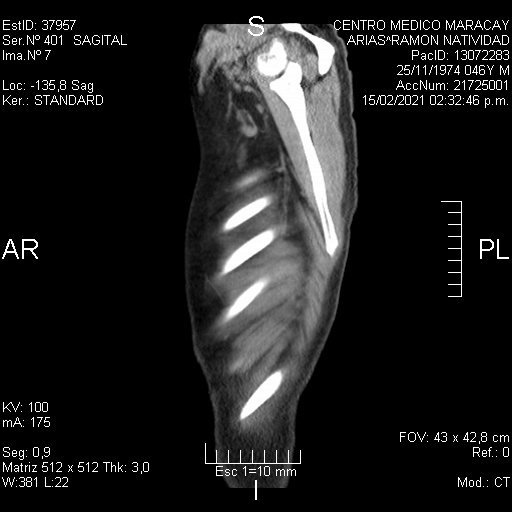 EstID: 37957
Ser.Nº 401 SAGITAL
Ima.Nº 7
Loc: -135,8 Sag
Ker.: STANDARD
S
CENTRO MEDICO MARACAY
ARIAS^RAMON NATIVIDAD
PacID: 13072283
25/11/1974 046Y M
AccNum: 21725001
15/02/2021 02:32:46 p.m.
AR
PL
KV: 100
mA: 175
Seg: 0,9
Matriz 512 x 512 Thk: 3,0
W:381 L:22
Esc 1=10 mm
I
FOV: 43 x 42,8 cm
Ref.: 0
Mod.: CT